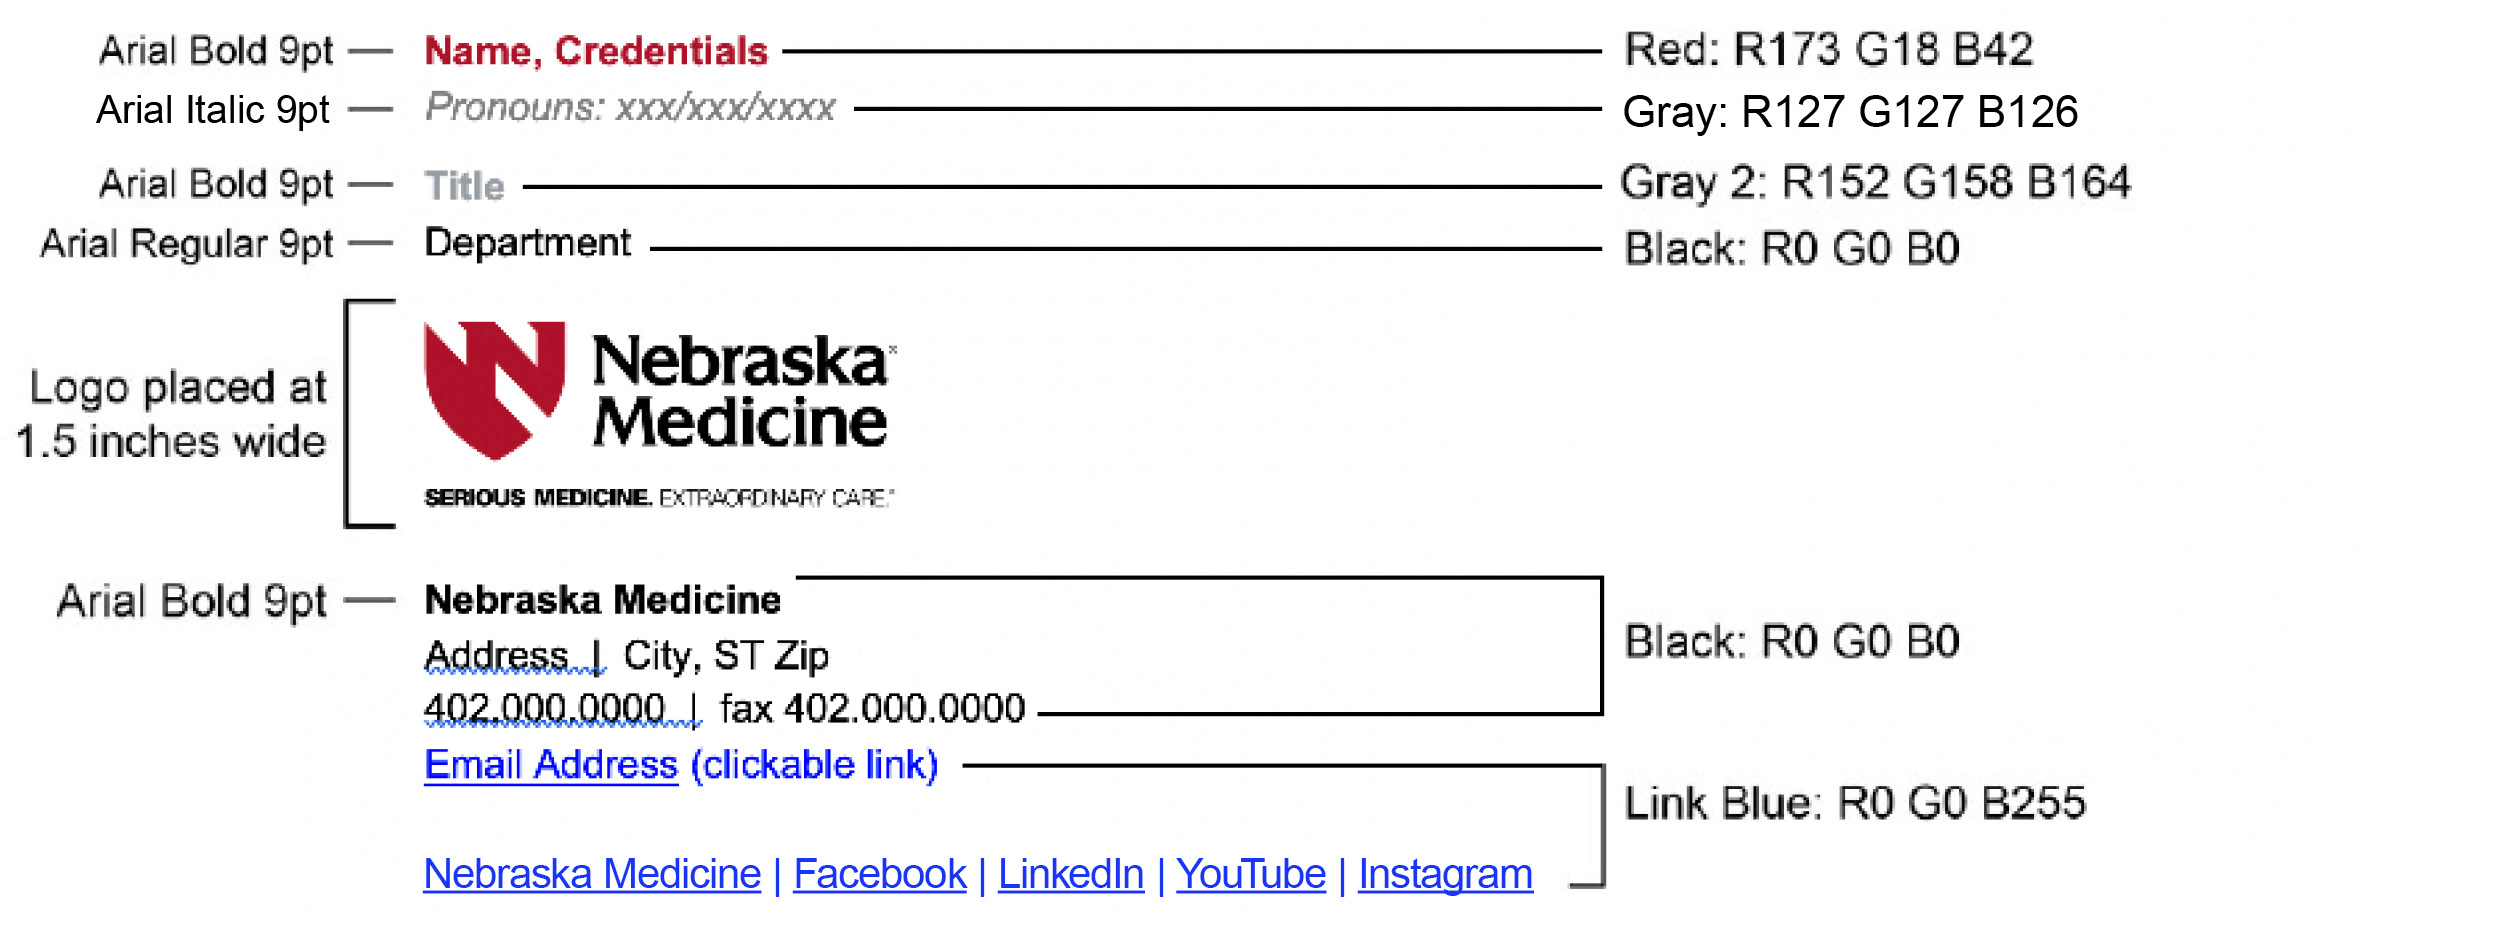 Arial Bold 9pt — Name, Credentials Red: R173 G18 B42
Arial Italic 9pt — Pronouns: xxx/xxx/xxxx Gray: R127 G127 B126
Arial Bold 9pt — Title Gray 2: R152 G158 B164
Arial Regular 9pt — Department Black: R0 G0 B0
Logo placed at
1.5 inches wide
Nebraska
Medicine
SERIOUS MEDICINE. EXTRAORDINARY CARE.
Arial Bold 9pt — Nebraska Medicine
Address | City, ST Zip
402.000.0000 | fax 402.000.0000
Black: R0 G0 B0
Email Address (clickable link)
Link Blue: R0 G0 B255
Nebraska Medicine | Facebook | LinkedIn | YouTube | Instagram